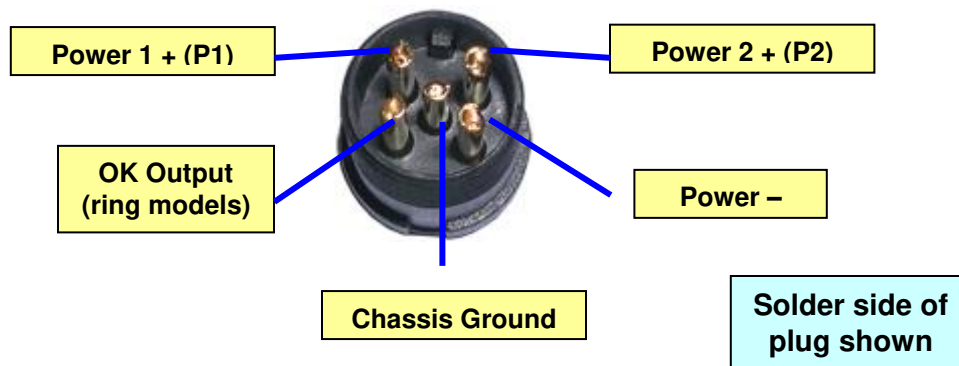 Power 1 + (P1)
Power 2 + (P2)
OK Output
(ring models)
Power –
Chassis Ground
Solder side of
plug shown